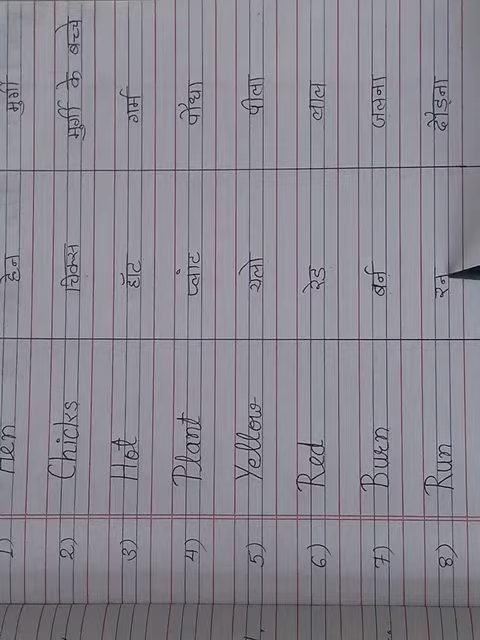 1) Hen हेन मुर्गी
2) Chicks चिक्स मुर्गी के बच्चे
3) Hot हॉट गर्म
4) Plant प्लांट पौधा
5) Yellow यलो पीला
6) Red रेड लाल
7) Burn बर्न जलना
8) Run रन दौड़ना